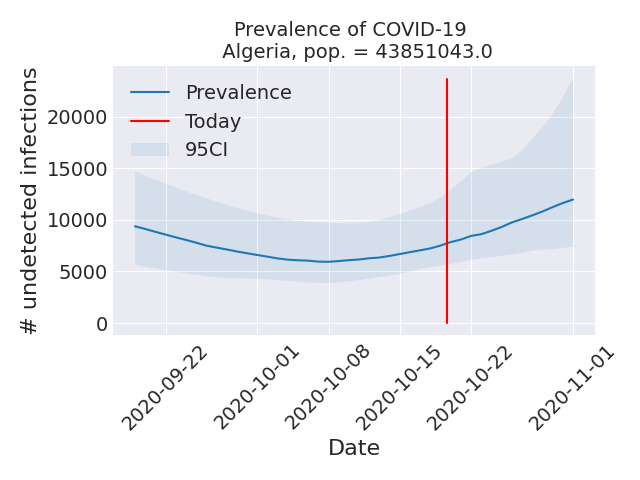 Prevalence of COVID-19
Algeria, pop. = 43851043.0
# undetected infections
20000
15000
10000
5000
0
Prevalence
Today
95CI
2020-09-22
2020-10-01
2020-10-08
2020-10-15
2020-10-22
2020-11-01
Date